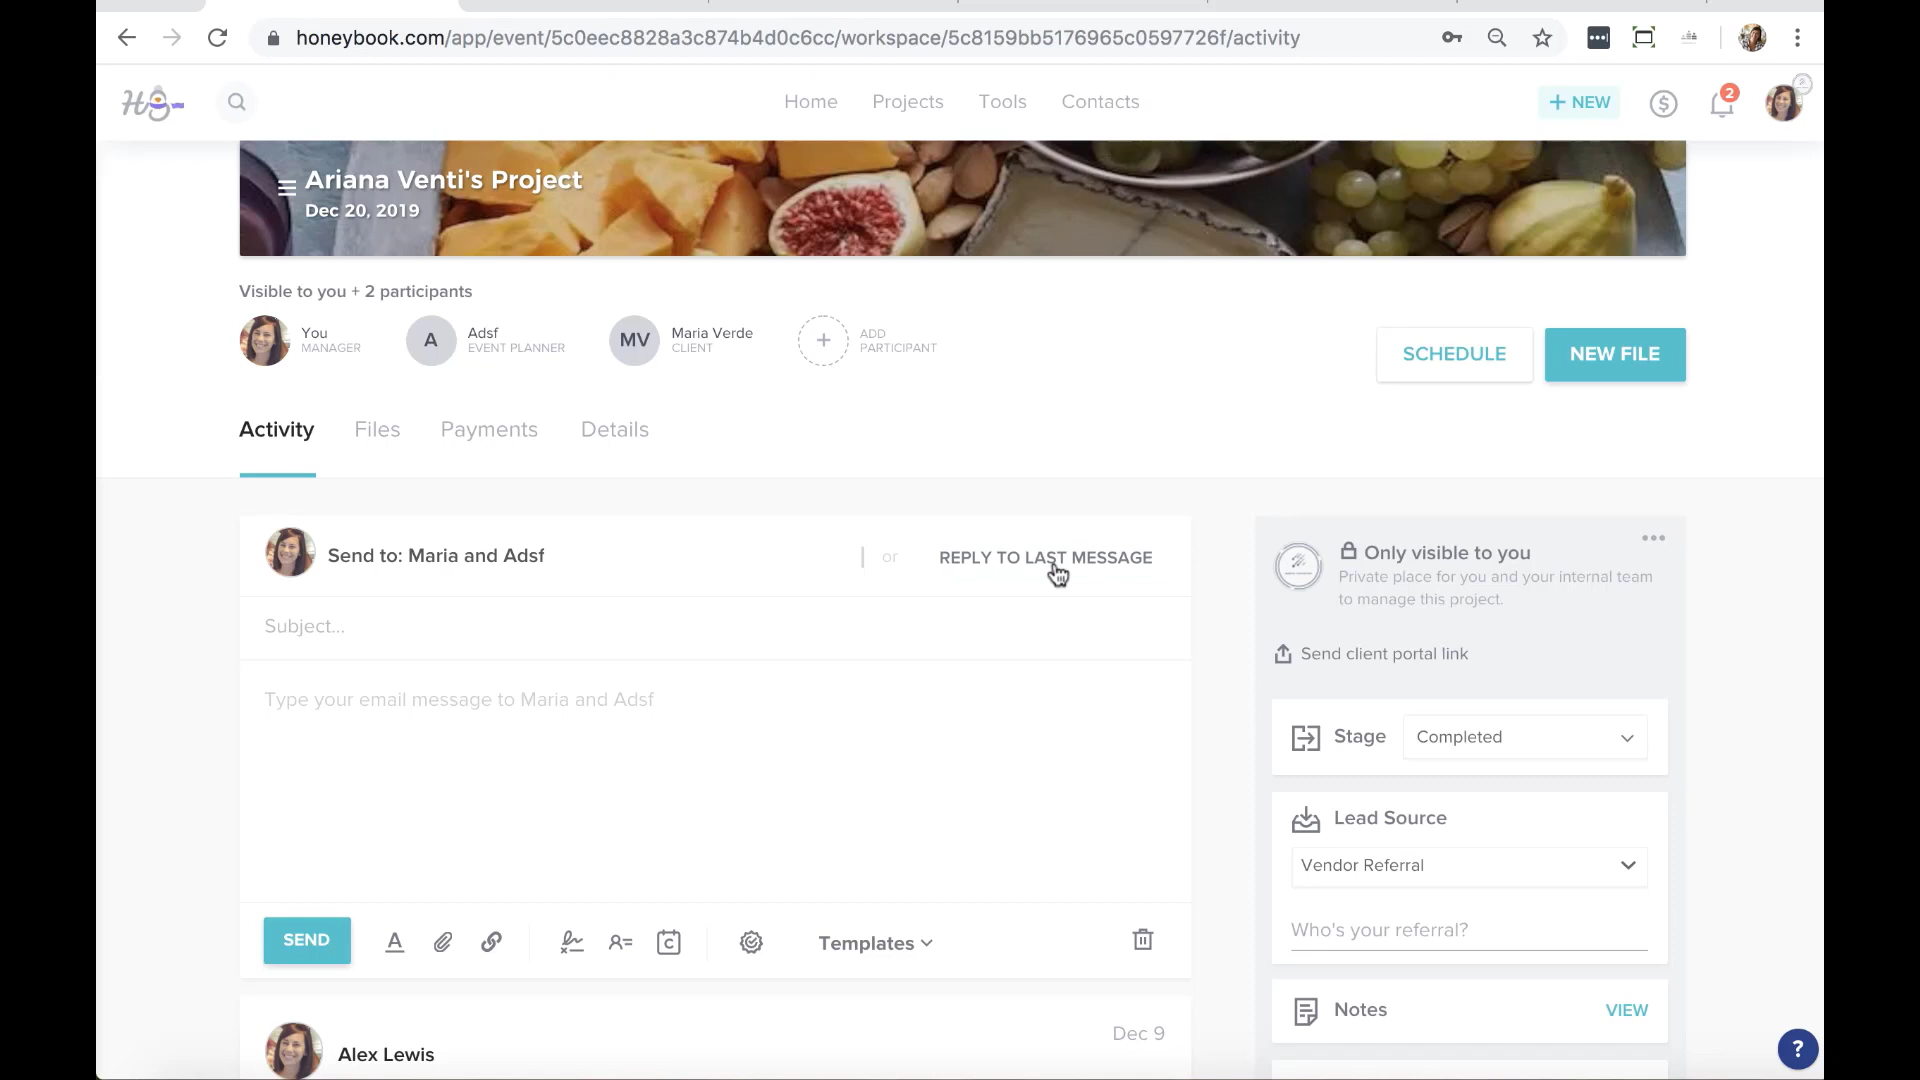 honeybook.com/app/event/5c0eec8828a3c874b4d0c6cc/workspace/5c8159bb5176965c0597726f/activity
Home Projects Tools Contacts
+ NEW
2
Ariana Venti's Project
Dec 20, 2019
Visible to you + 2 participants
You
MANAGER
A
Adsf
EVENT PLANNER
MV
Maria Verde
CLIENT
+
ADD
PARTICIPANT
SCHEDULE
NEW FILE
Activity Files Payments Details
Send to: Maria and Adsf
or
REPLY TO LAST MESSAGE
Subject...
Type your email message to Maria and Adsf
SEND
Templates
Alex Lewis
Dec 9
Only visible to you
Private place for you and your internal team
to manage this project.
Send client portal link
Stage
Completed
Lead Source
Vendor Referral
Who's your referral?
Notes
VIEW
?